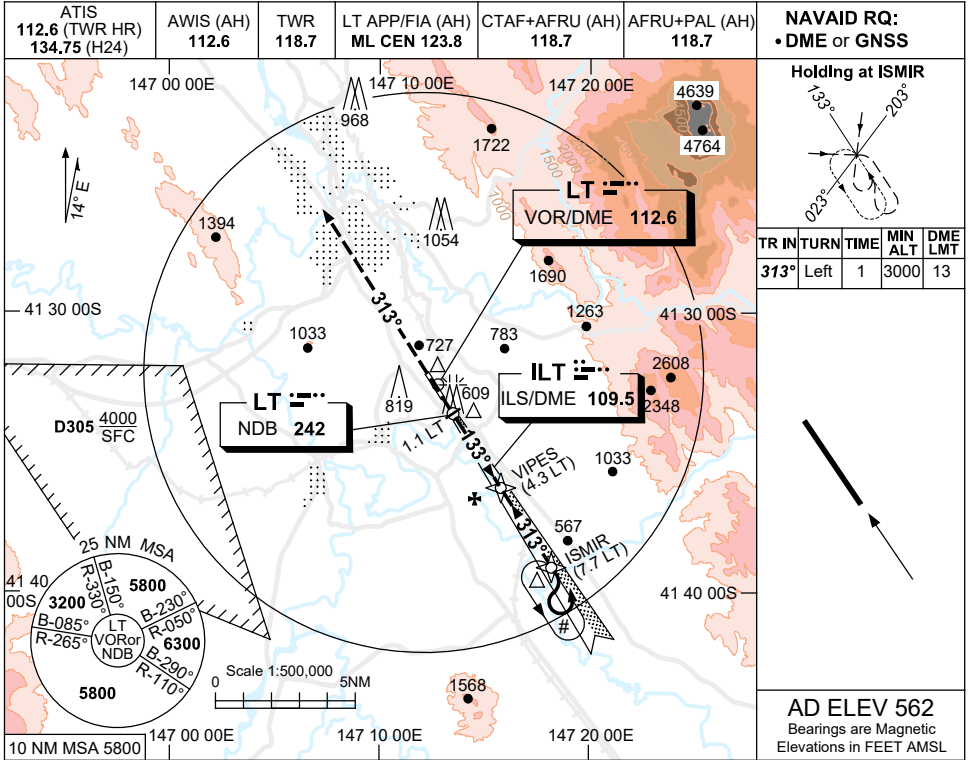 ATIS
112.6 (TWR HR)
134.75 (H24)
AWIS (AH)
112.6
TWR
118.7
LT APP/FIA (AH)
ML CEN 123.8
CTAF+AFRU (AH)
118.7
AFRU+PAL (AH)
118.7
NAVAID RQ:
• DME or GNSS
Holding at ISMIR
133°
203°
023°
TR IN TURN TIME MIN ALT DME LMT
313° Left 1 3000 13
147 00 00E
147 10 00E
147 20 00E
968
1722
4639
4764
1500
2000
1500
1000
14° E
LT
VOR/DME 112.6
1394
1054
1690
313°
41 30 00S
1263
41 30 00S
1033
727
783
2608
2348
ILT
ILS/DME 109.5
LT
NDB 242
819
609
1.1 LT
133°
D305 4000
SFC
VIPES
(4.3 LT)
1033
313°
567
ISMIR
(7.7 LT)
25 NM MSA
41 40
00S
41 40 00S
R-330°
B-150°
5800
3200
B-230°
R-050°
B-085°
R-265°
LT
VORor
NDB
6300
B-290°
R-110°
5800
#
Scale 1:500,000
0 5NM
1568
10 NM MSA 5800
147 00 00E
147 10 00E
147 20 00E
AD ELEV 562
Bearings are Magnetic
Elevations in FEET AMSL